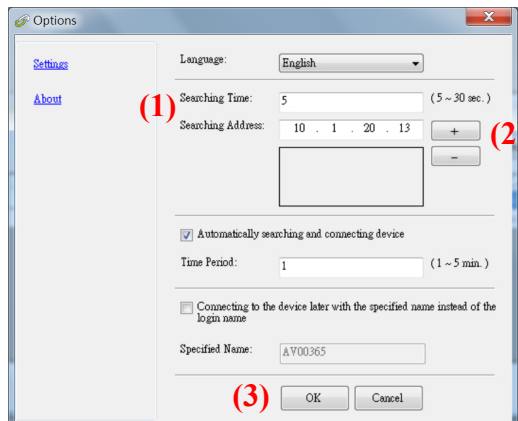 Options
Settings
About
Language: English
(1) Searching Time: 5 ( 5 ~ 30 sec. )
Searching Address: 10 . 1 . 20 . 13 + (2
−
Automatically searching and connecting device
Time Period: 1 ( 1 ~ 5 min. )
Connecting to the device later with the specified name instead of the
login name
Specified Name: AV00365
(3) OK Cancel